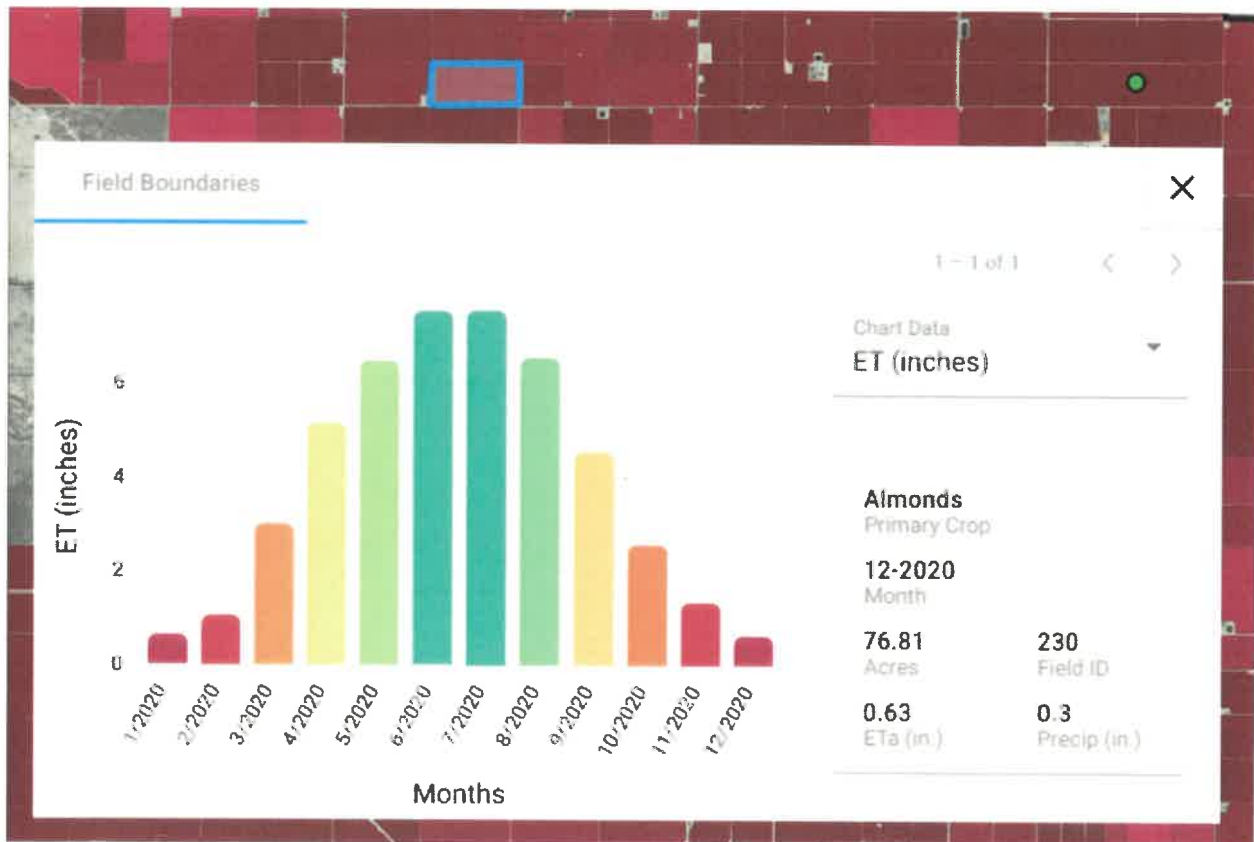 Field Boundaries
1 – 1 of 1
Chart Data
ET (inches)
ET (inches)
6
4
2
0
1/2020
2/2020
3/2020
4/2020
5/2020
6/2020
7/2020
8/2020
9/2020
10/2020
11/2020
12/2020
Months
Almonds
Primary Crop
12-2020
Month
76.81 230
Acres Field ID
0.63 0.3
ETa (in.) Precip (in.)